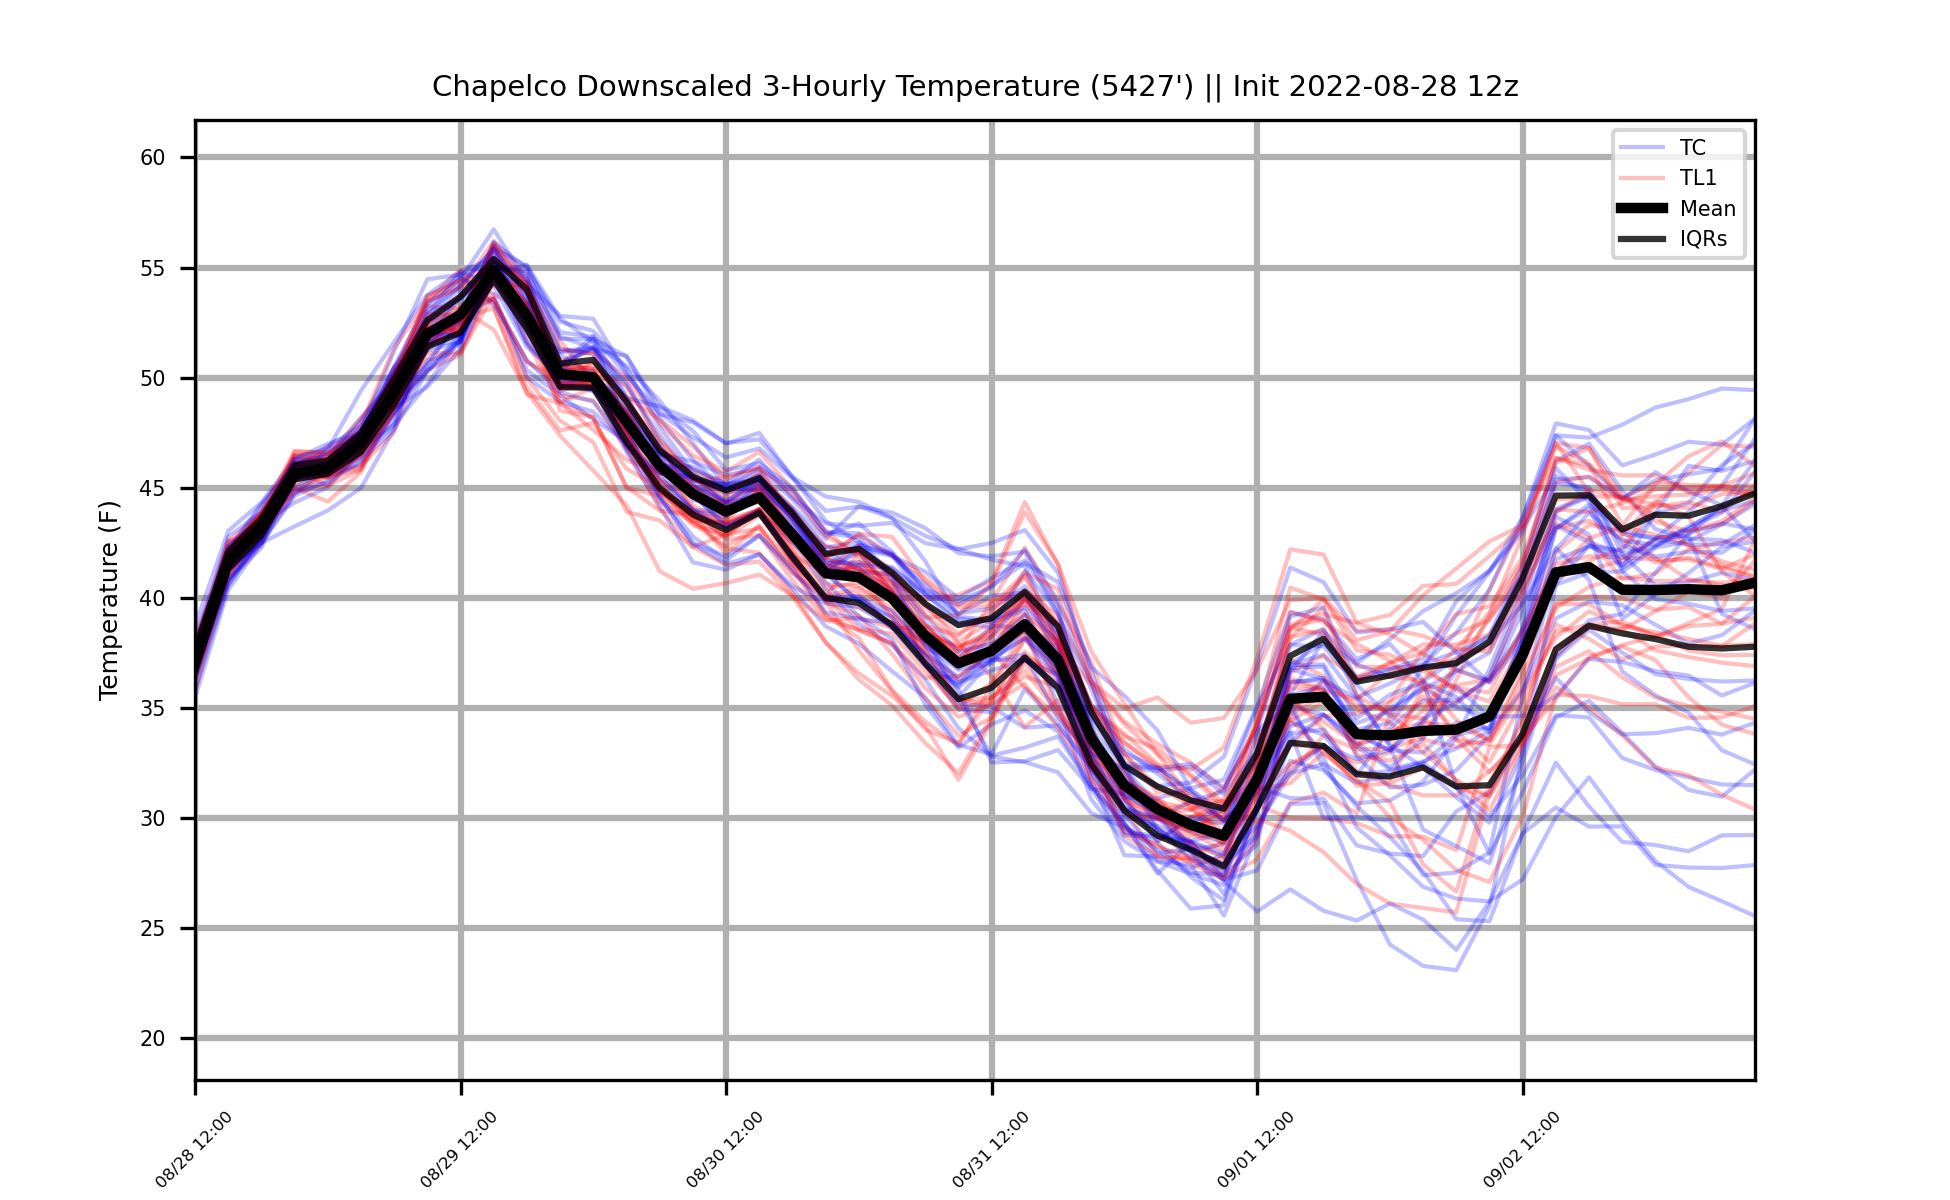 Chapelco Downscaled 3-Hourly Temperature (5427') || Init 2022-08-28 12z
TC
TL1
Mean
IQRs
Temperature (F)
60
55
50
45
40
35
30
25
20
08/28 12:00
08/29 12:00
08/30 12:00
08/31 12:00
09/01 12:00
09/02 12:00